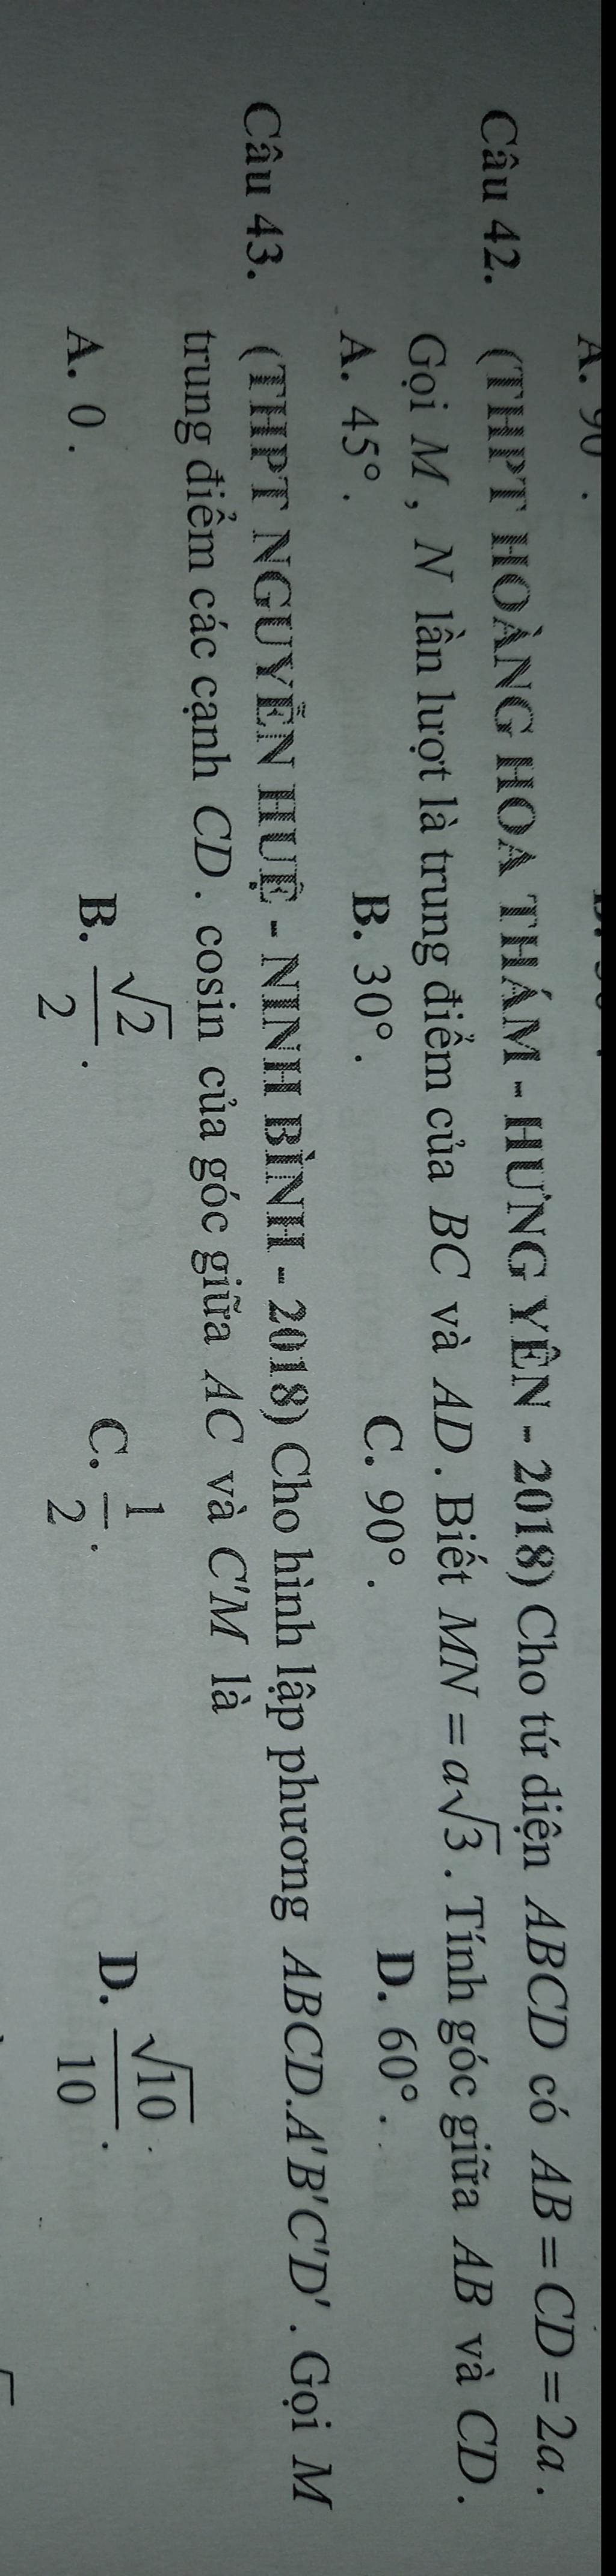 A. 90
Câu 42. (THPT HOÀNG HOA THÁM - HƯNG YÊN - 2018) Cho tứ diện ABCD có AB = CD = 2a.
Gọi M, N lần lượt là trung điểm của BC và AD. Biết MN = a√3. Tính góc giữa AB và CD.
A. 45°. B. 30°. C. 90°. D. 60°.
Câu 43. (THPT NGUYỄN HUỆ - NINH BÌNH - 2018) Cho hình lập phương ABCD.A'B'C'D'. Gọi M
trung điểm các cạnh CD. cosin của góc giữa AC và C'M là
A. 0. B. √2/2. C. 1/2. D. √10/10.